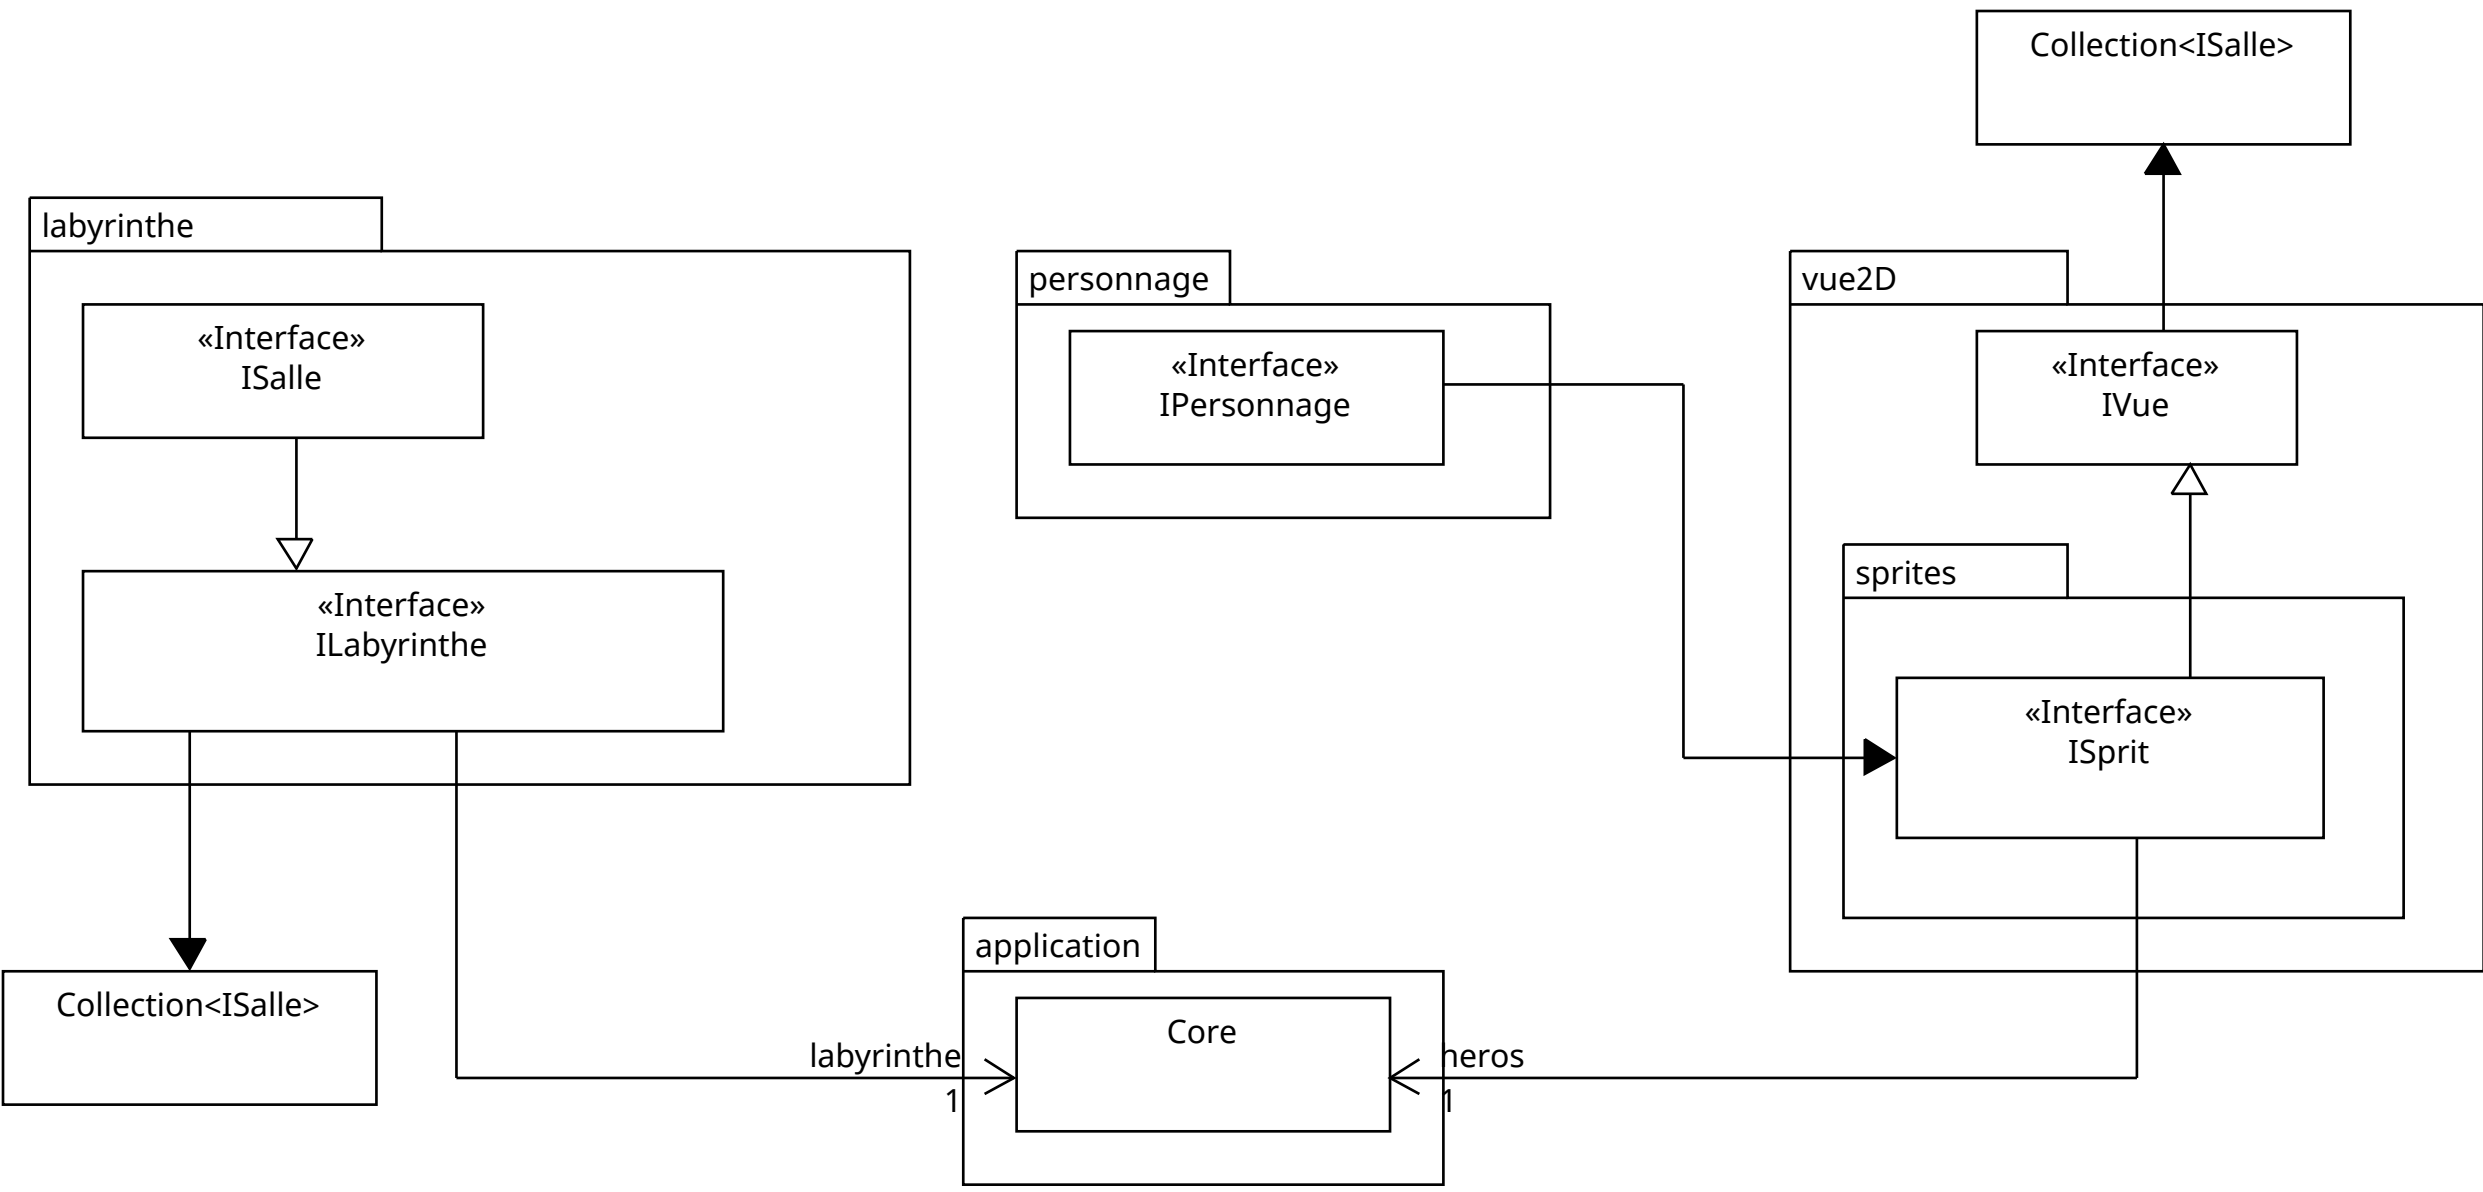 Collection<ISalle>
labyrinthe
«Interface»
ISalle
«Interface»
ILabyrinthe
personnage
«Interface»
IPersonnage
vue2D
«Interface»
IVue
sprites
«Interface»
ISprit
Collection<ISalle>
application
Core
labyrinthe
1
heros
1